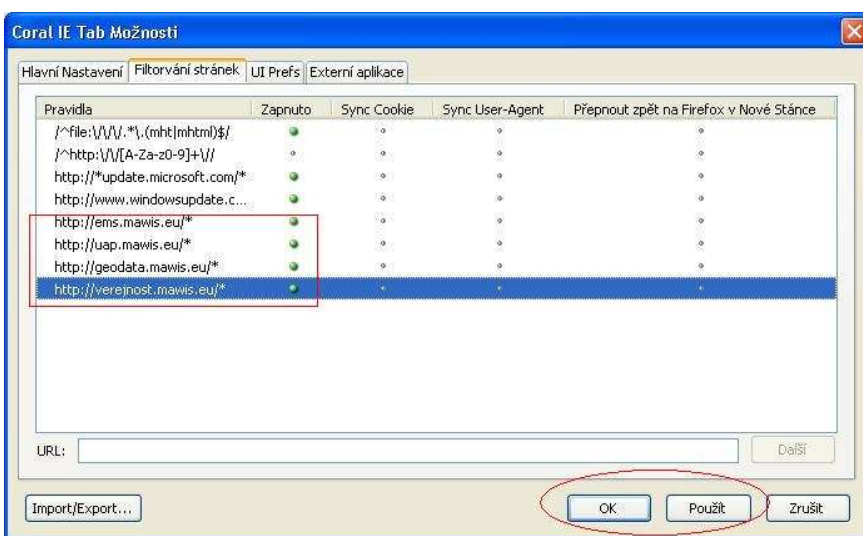 Coral IE Tab Možnosti
Hlavní Nastavení Filtorvání stránek UI Prefs Externí aplikace
Pravidla Zapnuto Sync Cookie Sync User-Agent Přepnout zpět na Firefox v Nové Stánce
/^file:\/\/\/.*\.(mht|mhtml)$/
/^http:\/\/[A-Za-z0-9]+\//
http://*update.microsoft.com/*
http://www.windowsupdate.c...
http://ems.mawis.eu/*
http://uap.mawis.eu/*
http://geodata.mawis.eu/*
http://verejnost.mawis.eu/*
URL: Další
Import/Export... OK Použít Zrušit